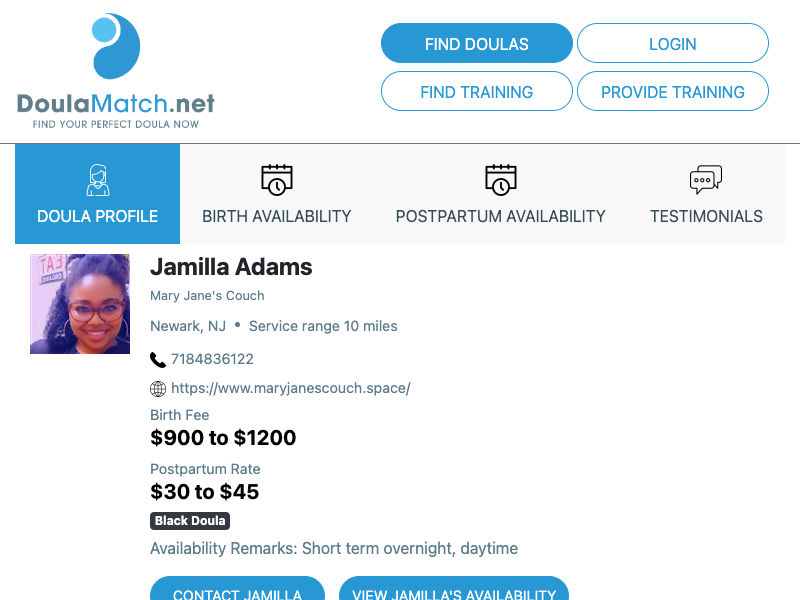 DoulaMatch.net
FIND YOUR PERFECT DOULA NOW
FIND DOULAS
LOGIN
FIND TRAINING
PROVIDE TRAINING
DOULA PROFILE
BIRTH AVAILABILITY
POSTPARTUM AVAILABILITY
TESTIMONIALS
EAT
ORGANIC
Jamilla Adams
Mary Jane's Couch
Newark, NJ • Service range 10 miles
7184836122
https://www.maryjanescouch.space/
Birth Fee
$900 to $1200
Postpartum Rate
$30 to $45
Black Doula
Availability Remarks: Short term overnight, daytime
CONTACT JAMILLA
VIEW JAMILLA'S AVAILABILITY